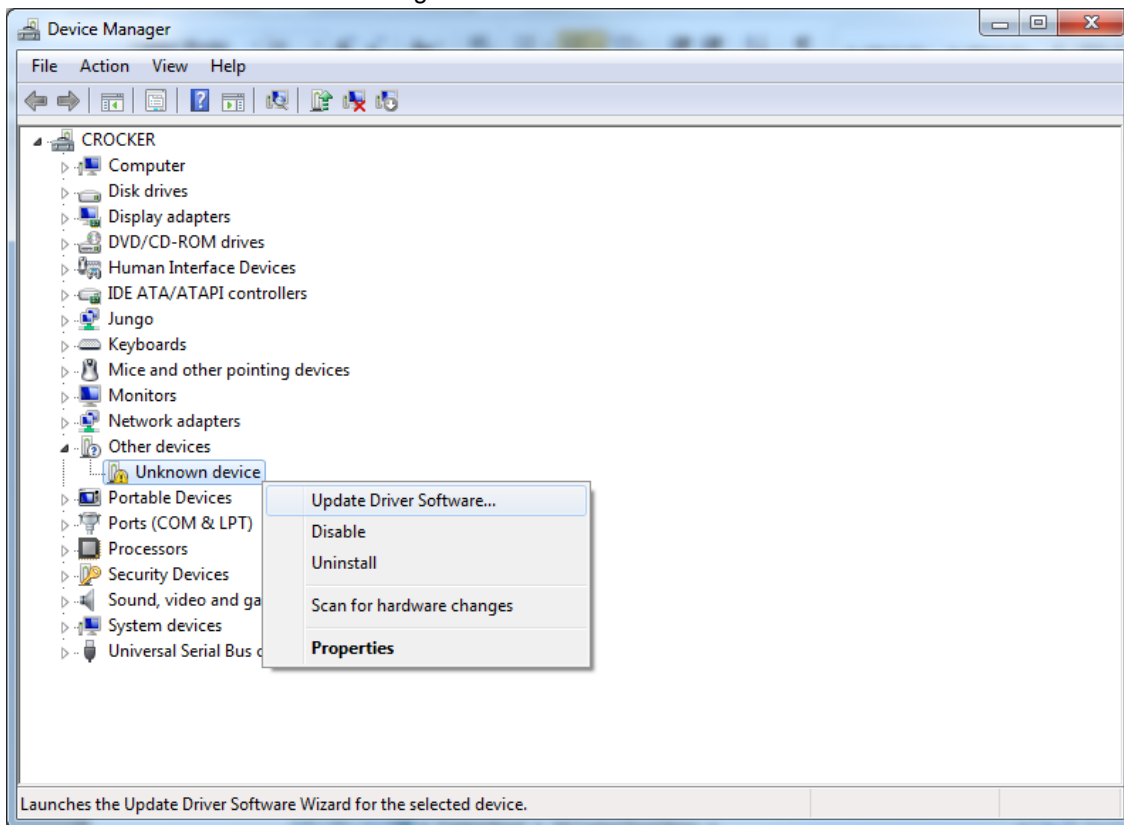 Device Manager
File Action View Help
CROCKER
Computer
Disk drives
Display adapters
DVD/CD-ROM drives
Human Interface Devices
IDE ATA/ATAPI controllers
Jungo
Keyboards
Mice and other pointing devices
Monitors
Network adapters
Other devices
Unknown device
Portable Devices
Ports (COM & LPT)
Processors
Security Devices
Sound, video and ga
System devices
Universal Serial Bus
Update Driver Software...
Disable
Uninstall
Scan for hardware changes
Properties
Launches the Update Driver Software Wizard for the selected device.